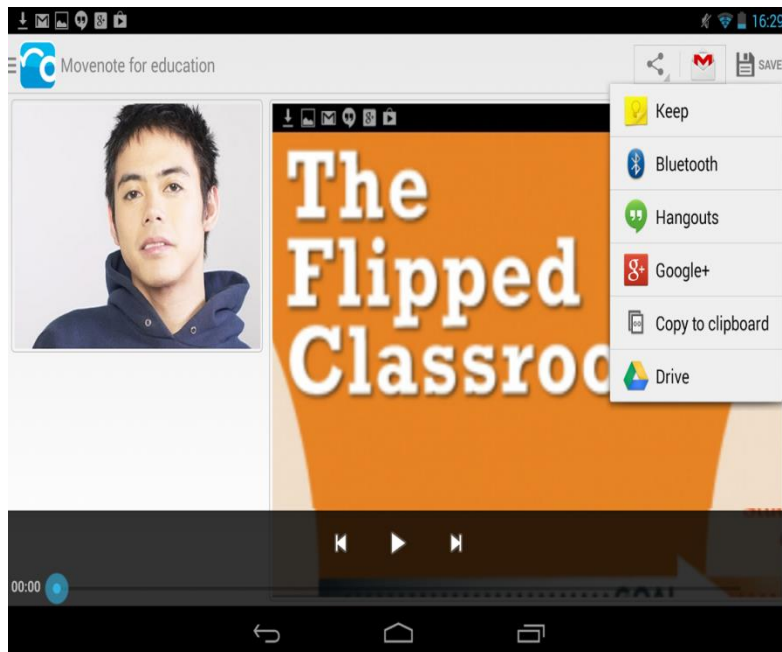 16:29
Movenote for education
SAVE
Keep
Bluetooth
Hangouts
Google+
Copy to clipboard
Drive
The
Flipped
Classroo
00:00
GOAL